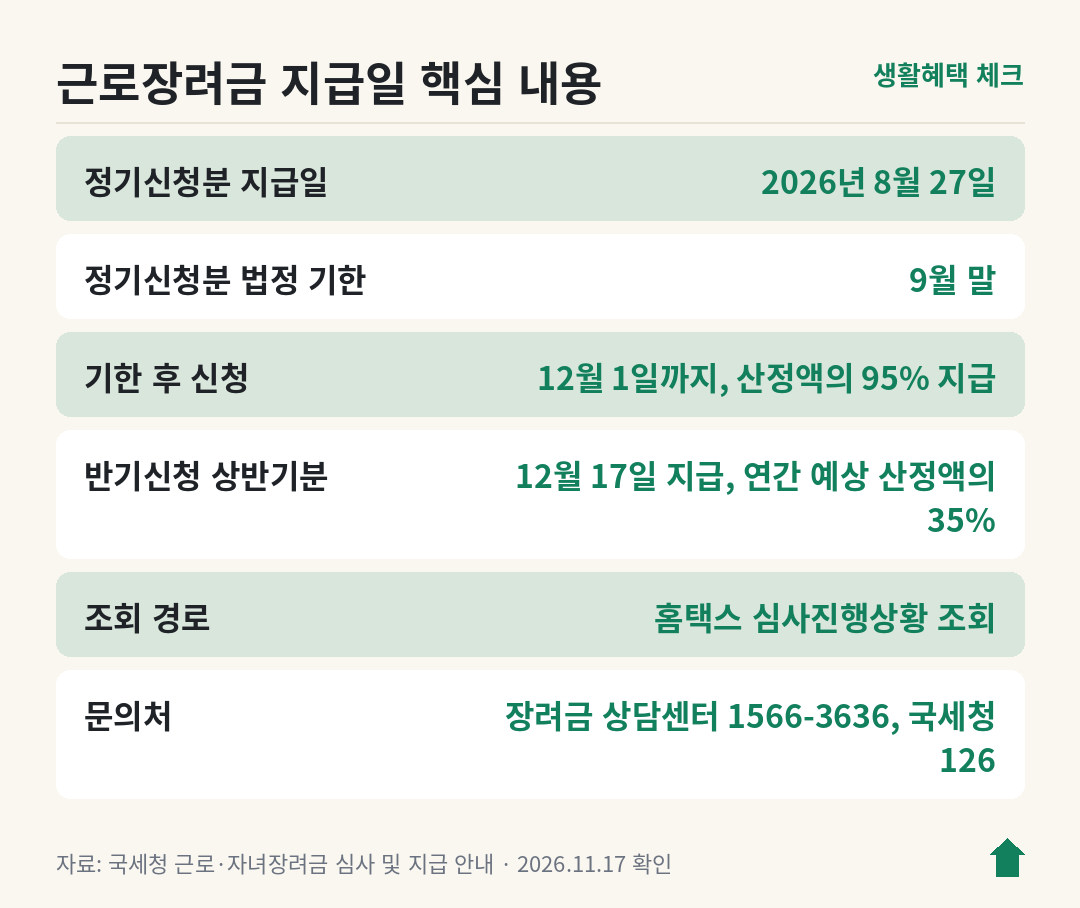 근로장려금 지급일 핵심 내용
생활혜택 체크
정기신청분 지급일
2026년 8월 27일
정기신청분 법정 기한
9월 말
기한 후 신청
12월 1일까지, 산정액의 95% 지급
반기신청 상반기분
12월 17일 지급, 연간 예상 산정액의
35%
조회 경로
홈택스 심사진행상황 조회
문의처
장려금 상담센터 1566-3636, 국세청
126
자료: 국세청 근로·자녀장려금 심사 및 지급 안내 · 2026.11.17 확인